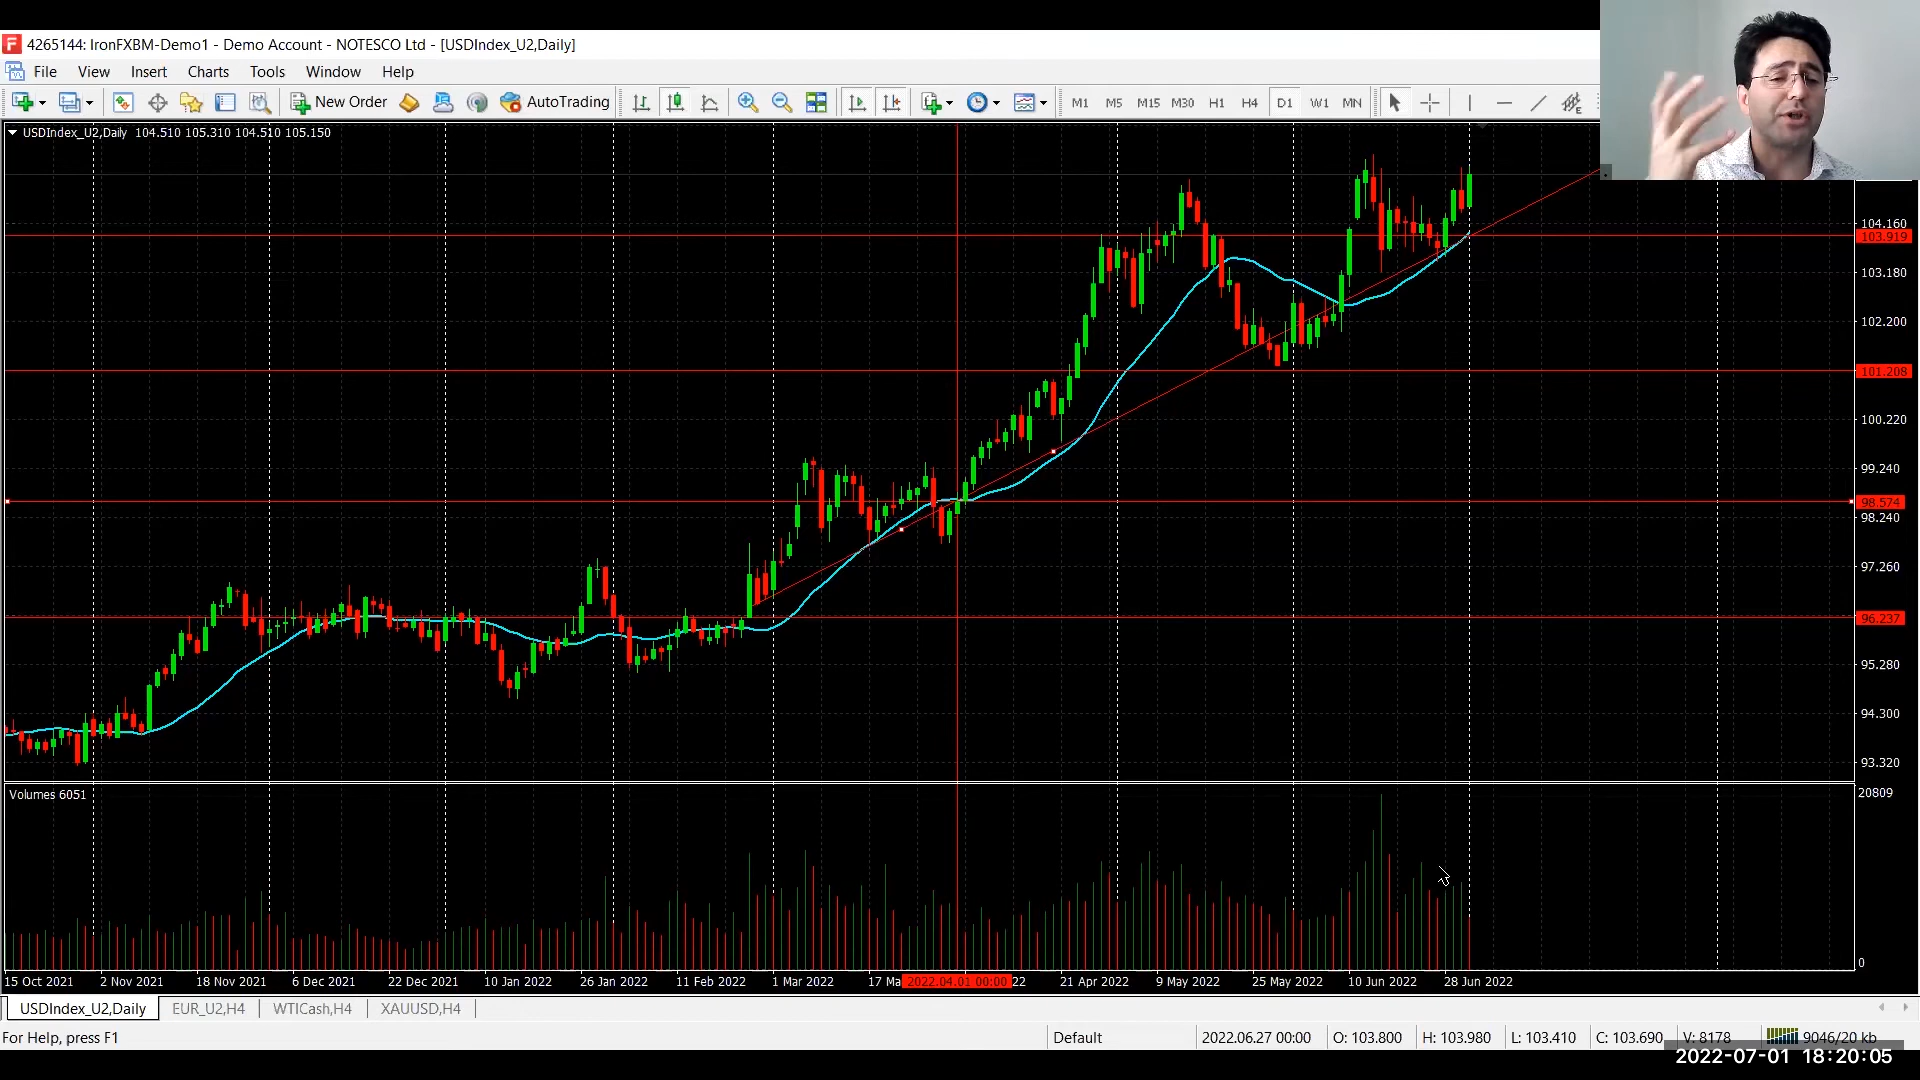 4265144: IronFXBM-Demo1 - Demo Account - NOTESCO Ltd - [USDIndex_U2,Daily]
File View Insert Charts Tools Window Help
New Order AutoTrading M1 M5 M15 M30 H1 H4 D1 W1 MN
USDIndex_U2,Daily 104.510 105.310 104.510 105.150
104.160
103.919
103.180
102.200
101.208
100.220
99.240
98.574
98.240
97.260
96.237
95.280
94.300
93.320
Volumes 6051
20809
0
15 Oct 2021 2 Nov 2021 18 Nov 2021 6 Dec 2021 22 Dec 2021 10 Jan 2022 26 Jan 2022 11 Feb 2022 1 Mar 2022 17 Ma 2022.04.01 00:00 22 21 Apr 2022 9 May 2022 25 May 2022 10 Jun 2022 28 Jun 2022
USDIndex_U2,Daily EUR_U2,H4 WTICash,H4 XAUUSD,H4
For Help, press F1 Default 2022.06.27 00:00 O: 103.800 H: 103.980 L: 103.410 C: 103.690 V: 8178 9046/20 kb
2022-07-01 18:20:05